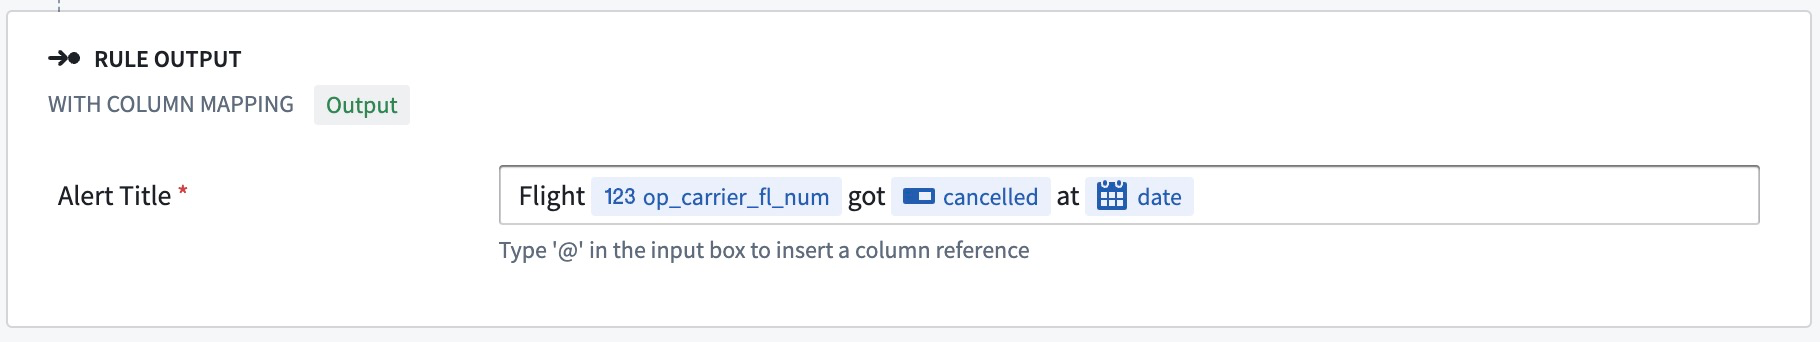 RULE OUTPUT
WITH COLUMN MAPPING Output
Alert Title * Flight 123 op_carrier_fl_num got cancelled at date
Type '@' in the input box to insert a column reference